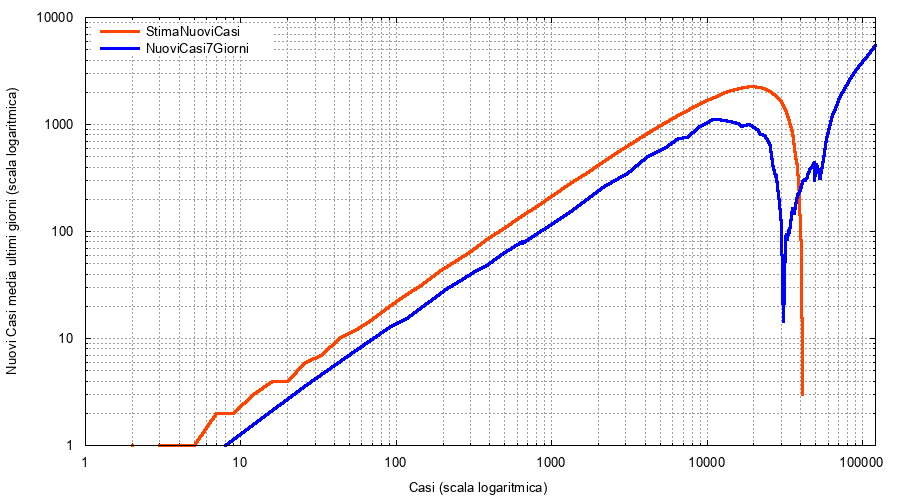 10000
StimaNuoviCasi
NuoviCasi7Giorni
1000
100
10
1
Nuovi Casi media ultimi giorni (scala logaritmica)
1 10 100 1000 10000 100000
Casi (scala logaritmica)